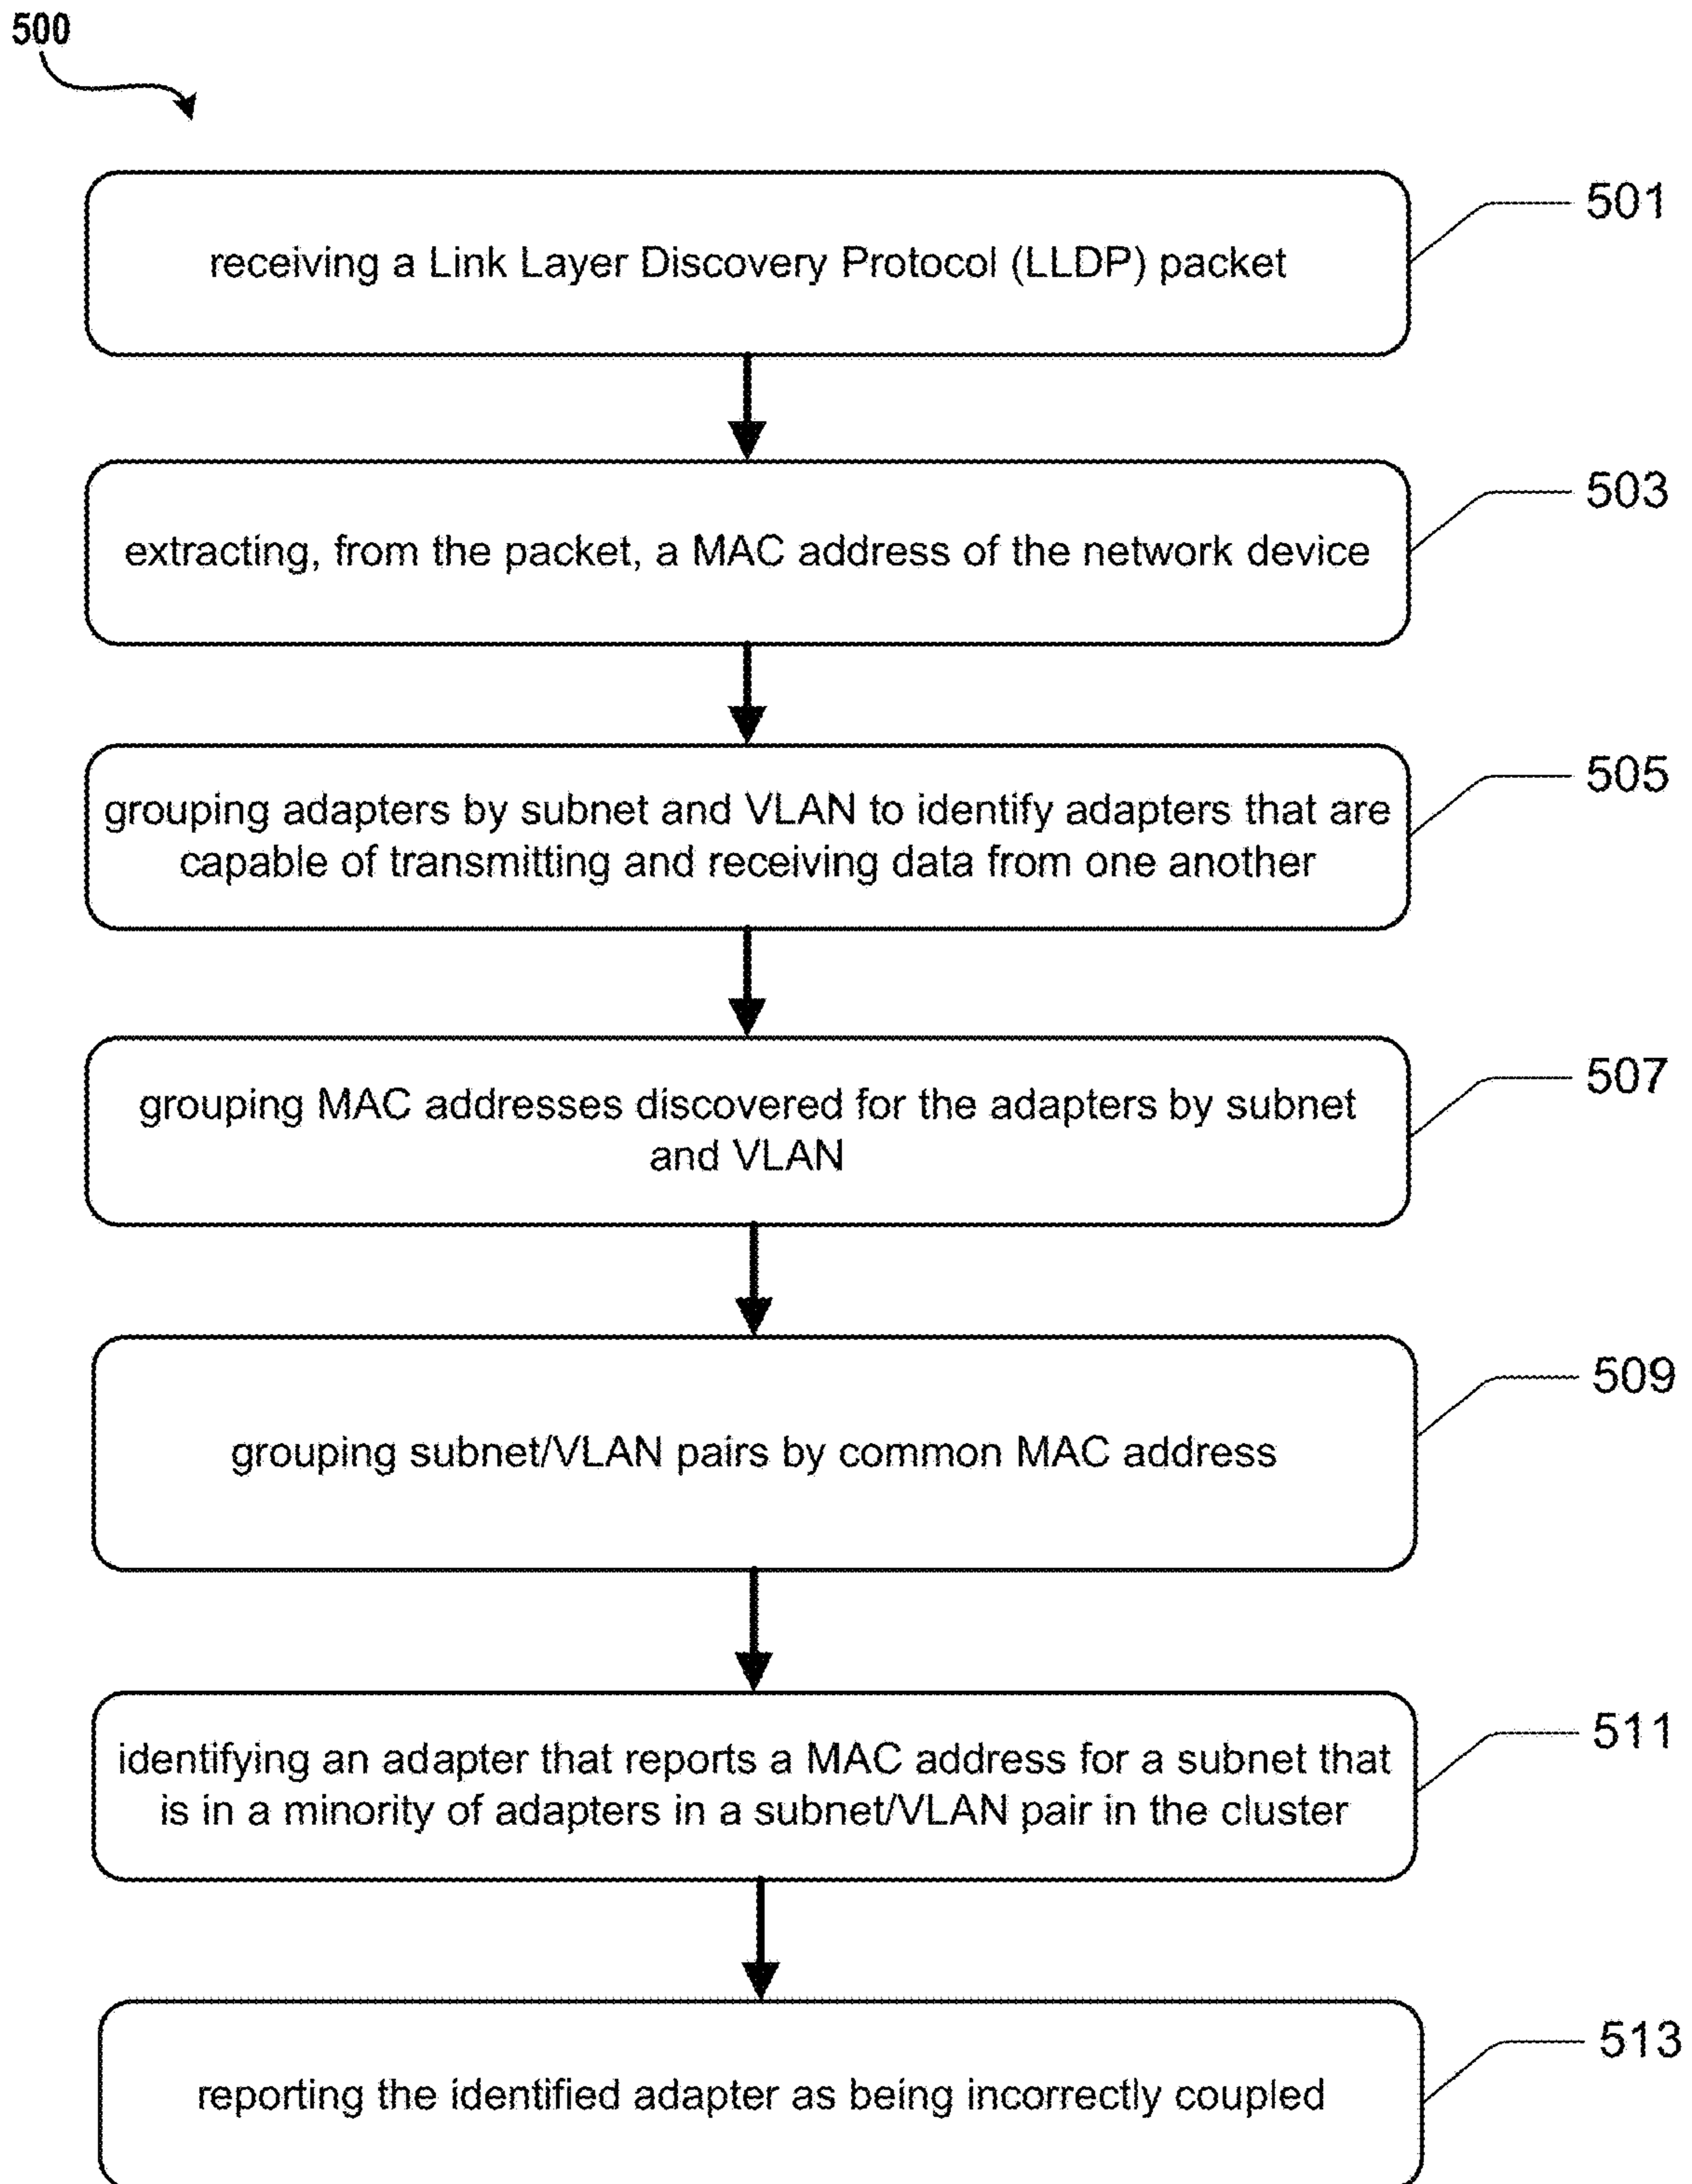 500
receiving a Link Layer Discovery Protocol (LLDP) packet
501
extracting, from the packet, a MAC address of the network device
503
grouping adapters by subnet and VLAN to identify adapters that are
capable of transmitting and receiving data from one another
505
grouping MAC addresses discovered for the adapters by subnet
and VLAN
507
grouping subnet/VLAN pairs by common MAC address
509
identifying an adapter that reports a MAC address for a subnet that
is in a minority of adapters in a subnet/VLAN pair in the cluster
511
reporting the identified adapter as being incorrectly coupled
513